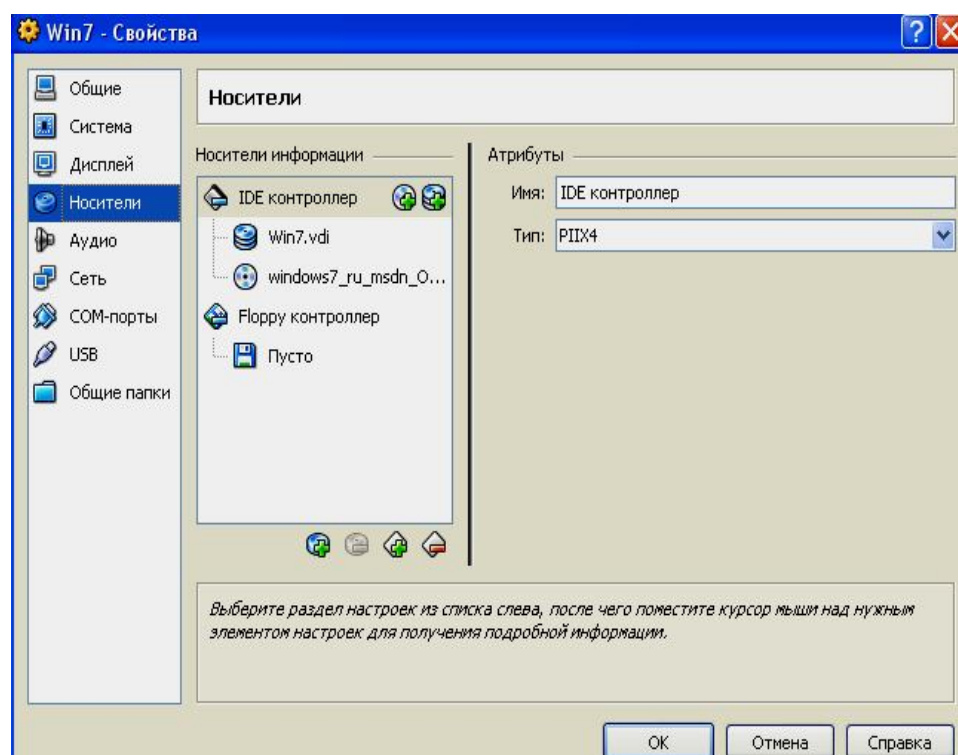 Win7 - Свойства
Общие
Система
Дисплей
Носители
Аудио
Сеть
COM-порты
USB
Общие папки
Носители
Носители информации
IDE контроллер
Win7.vdi
windows7_ru_msdn_O...
Floppy контроллер
Пусто
Атрибуты
Имя: IDE контроллер
Тип: PIIX4
Выберите раздел настроек из списка слева, после чего поместите курсор мыши над нужным
элементом настроек для получения подробной информации.
OK Отмена Справка